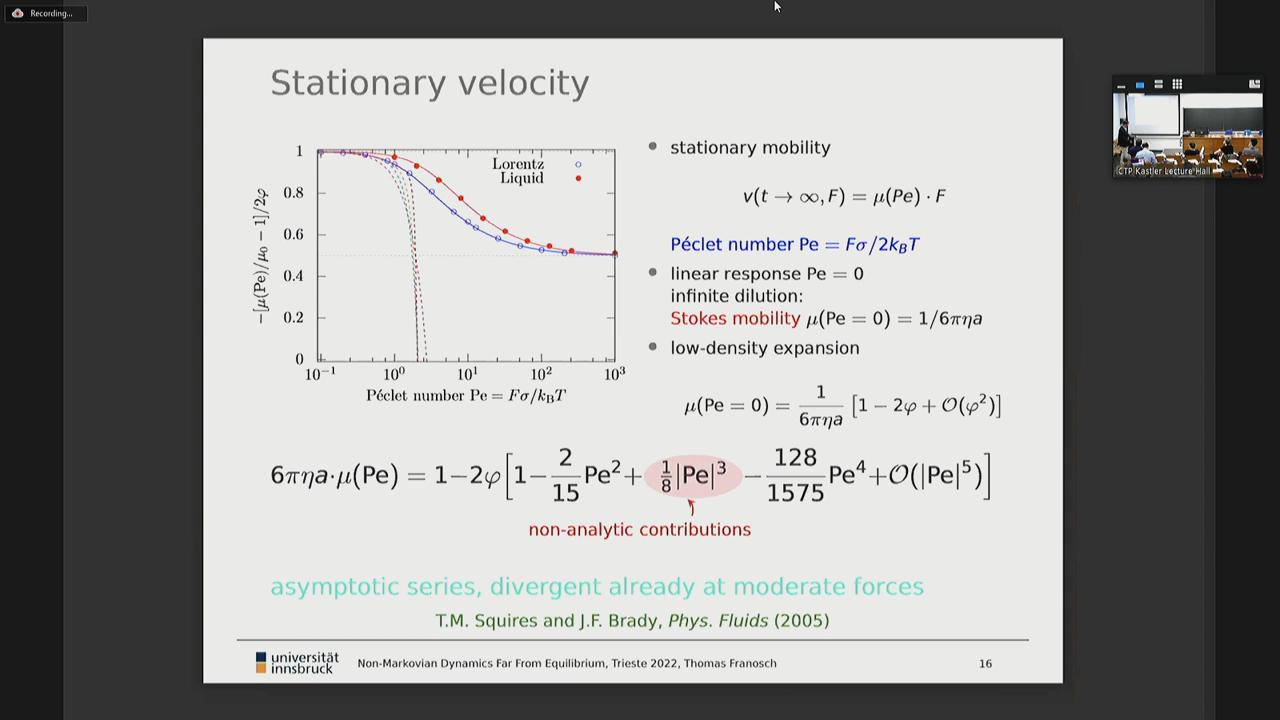 Recording...
Stationary velocity
1
0.8
0.6
0.4
0.2
0
10⁻¹
10⁰
10¹
10²
10³
Lorentz
Liquid
−[μ(Pe)/μ₀ − 1]/2φ
Péclet number Pe = Fσ/k_BT
stationary mobility
v(t → ∞, F) = μ(Pe) · F
Péclet number Pe = Fσ/2k_BT
linear response Pe = 0
infinite dilution:
Stokes mobility μ(Pe = 0) = 1/6πηa
low-density expansion
μ(Pe = 0) = 1/6πηa [1 − 2φ + O(φ²)]
6πηa·μ(Pe) = 1−2φ[1− 2/15 Pe² + 1/8 |Pe|³ − 128/1575 Pe⁴+O(|Pe|⁵)]
non-analytic contributions
asymptotic series, divergent already at moderate forces
T.M. Squires and J.F. Brady, Phys. Fluids (2005)
universität
innsbruck
Non-Markovian Dynamics Far From Equilibrium, Trieste 2022, Thomas Franosch
16
CTP Kastler Lecture Hall